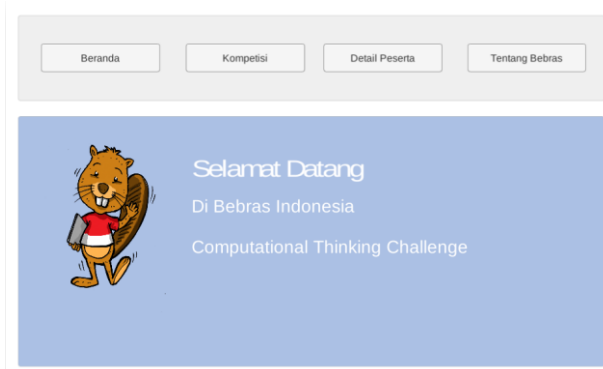 Beranda
Kompetisi
Detail Peserta
Tentang Bebras
Selamat Datang
Di Bebras Indonesia
Computational Thinking Challenge